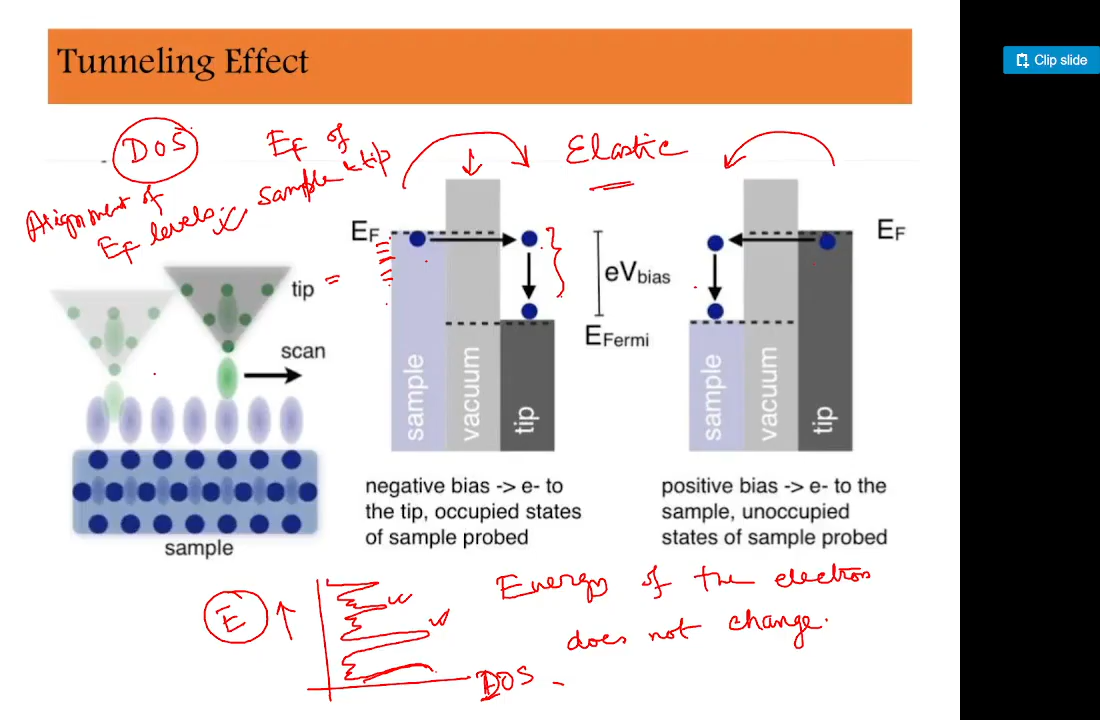 Clip slide
Tunneling Effect
DOS
EF of
sample & tip
Elastic
Alignment of
EF levels
EF
EF
tip
eVbias
EFermi
scan
sample
vacuum
tip
sample
vacuum
tip
sample
negative bias -> e- to
the tip, occupied states
of sample probed
positive bias -> e- to the
sample, unoccupied
states of sample probed
E
DOS
Energy of the electron
does not change.